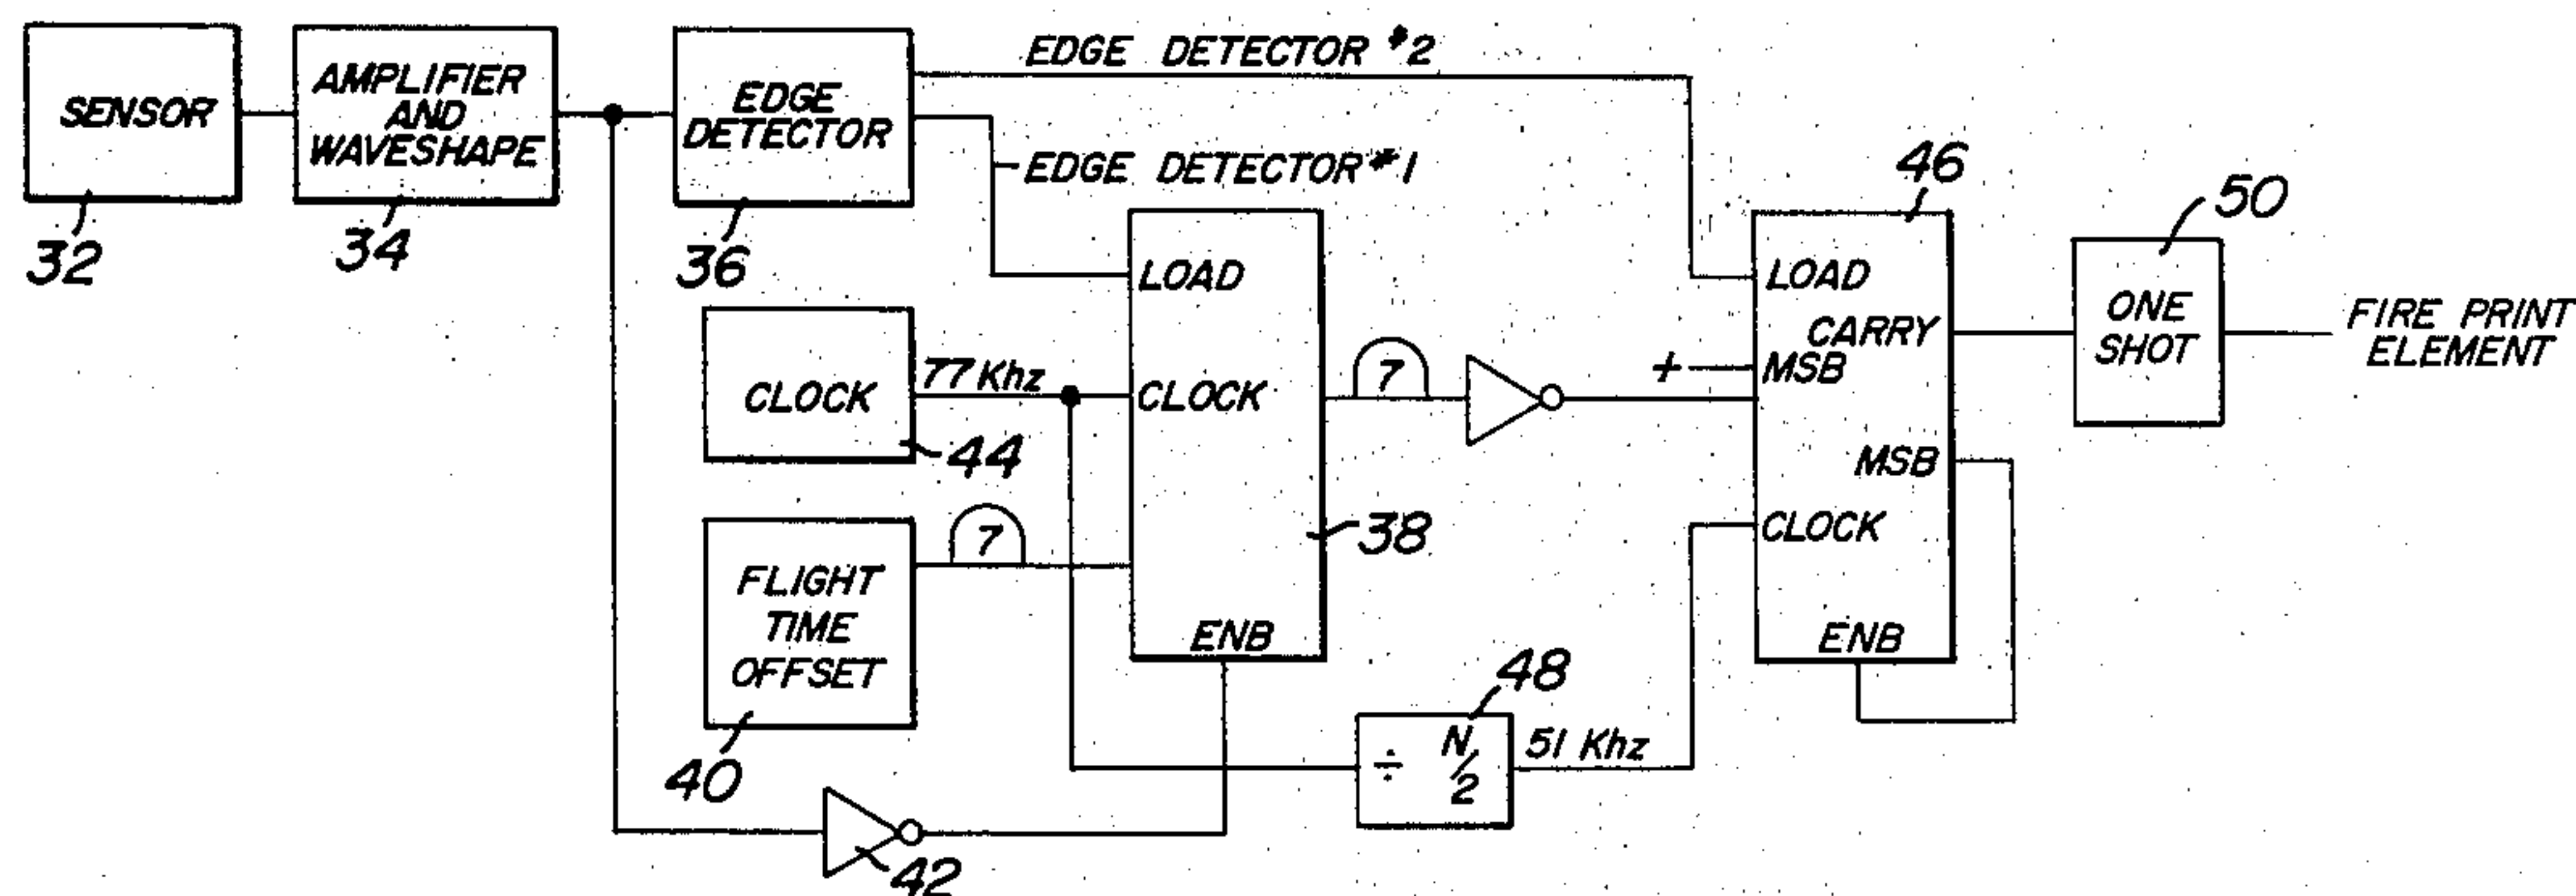 SENSOR
32
AMPLIFIER
AND
WAVESHAPE
34
EDGE
DETECTOR
36
EDGE DETECTOR #2
EDGE DETECTOR #1
CLOCK
44
77 Khz
FLIGHT
TIME
OFFSET
40
7
42
LOAD
CLOCK
ENB
38
7
÷ N/2
48
51 Khz
46
LOAD
CARRY
+
MSB
MSB
CLOCK
ENB
ONE
SHOT
50
FIRE PRINT
ELEMENT